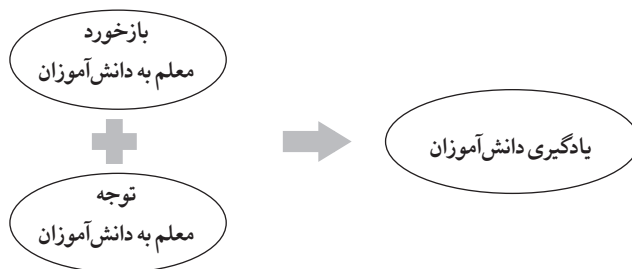 بازخورد
معلم به دانش‌آموزان
یادگیری دانش‌آموزان
توجه
معلم به دانش‌آموزان